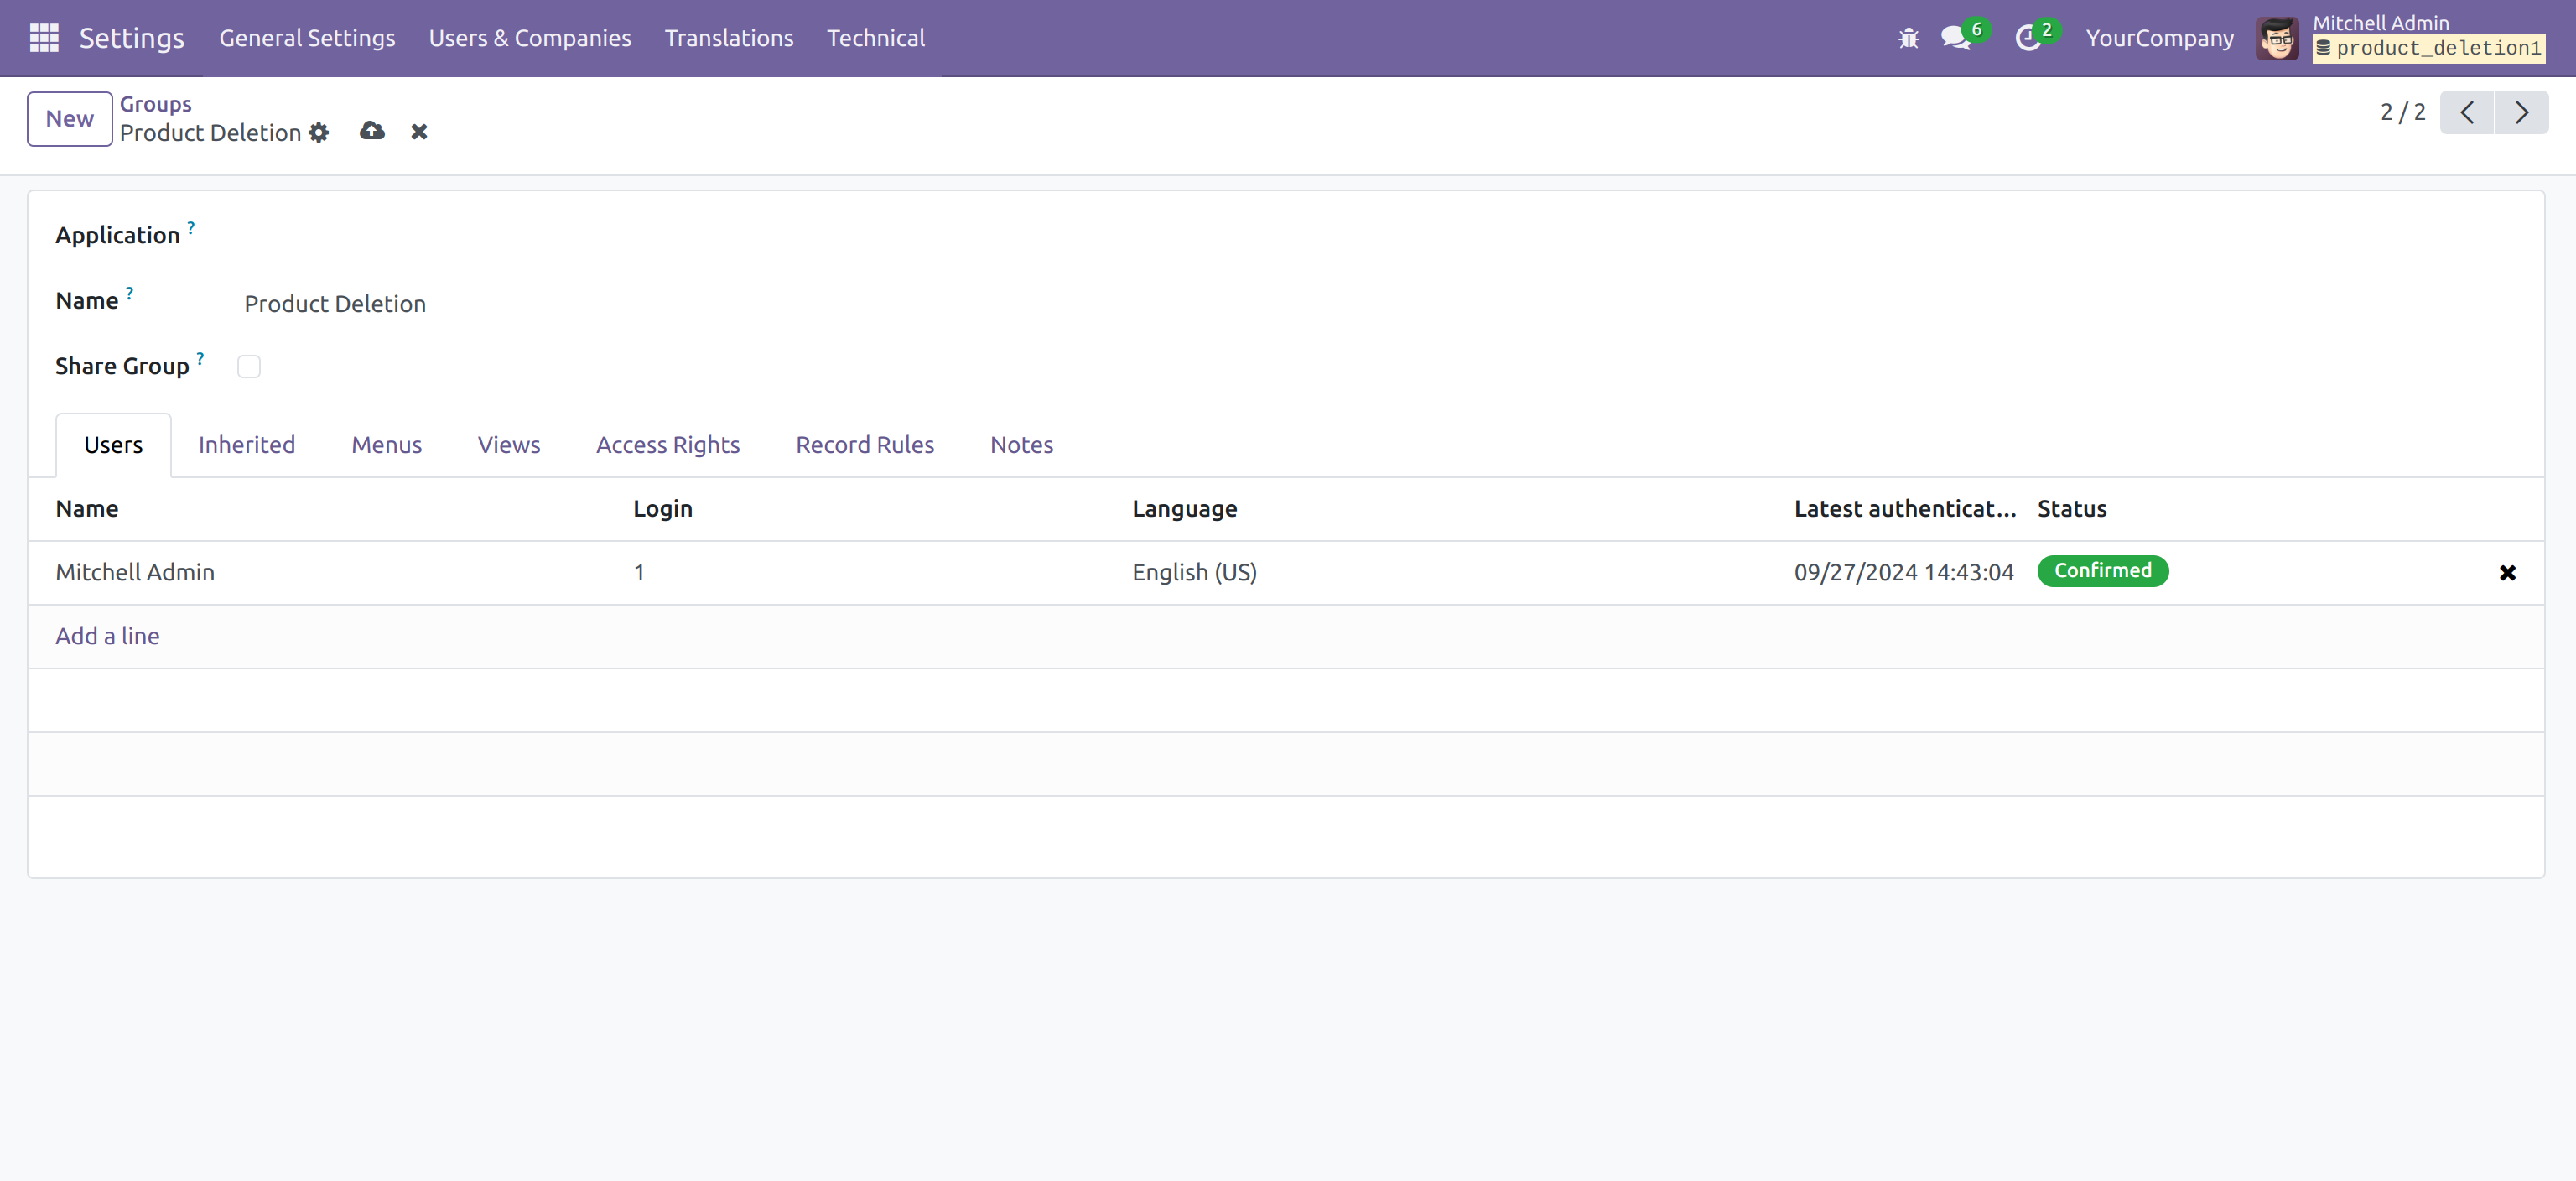 Settings General Settings Users & Companies Translations Technical 6 2 YourCompany Mitchell Admin
product_deletion1
New Groups
Product Deletion 2 / 2
Application ?
Name ? Product Deletion
Share Group ?
Users Inherited Menus Views Access Rights Record Rules Notes
Name Login Language Latest authenticat... Status
Mitchell Admin 1 English (US) 09/27/2024 14:43:04 Confirmed
Add a line